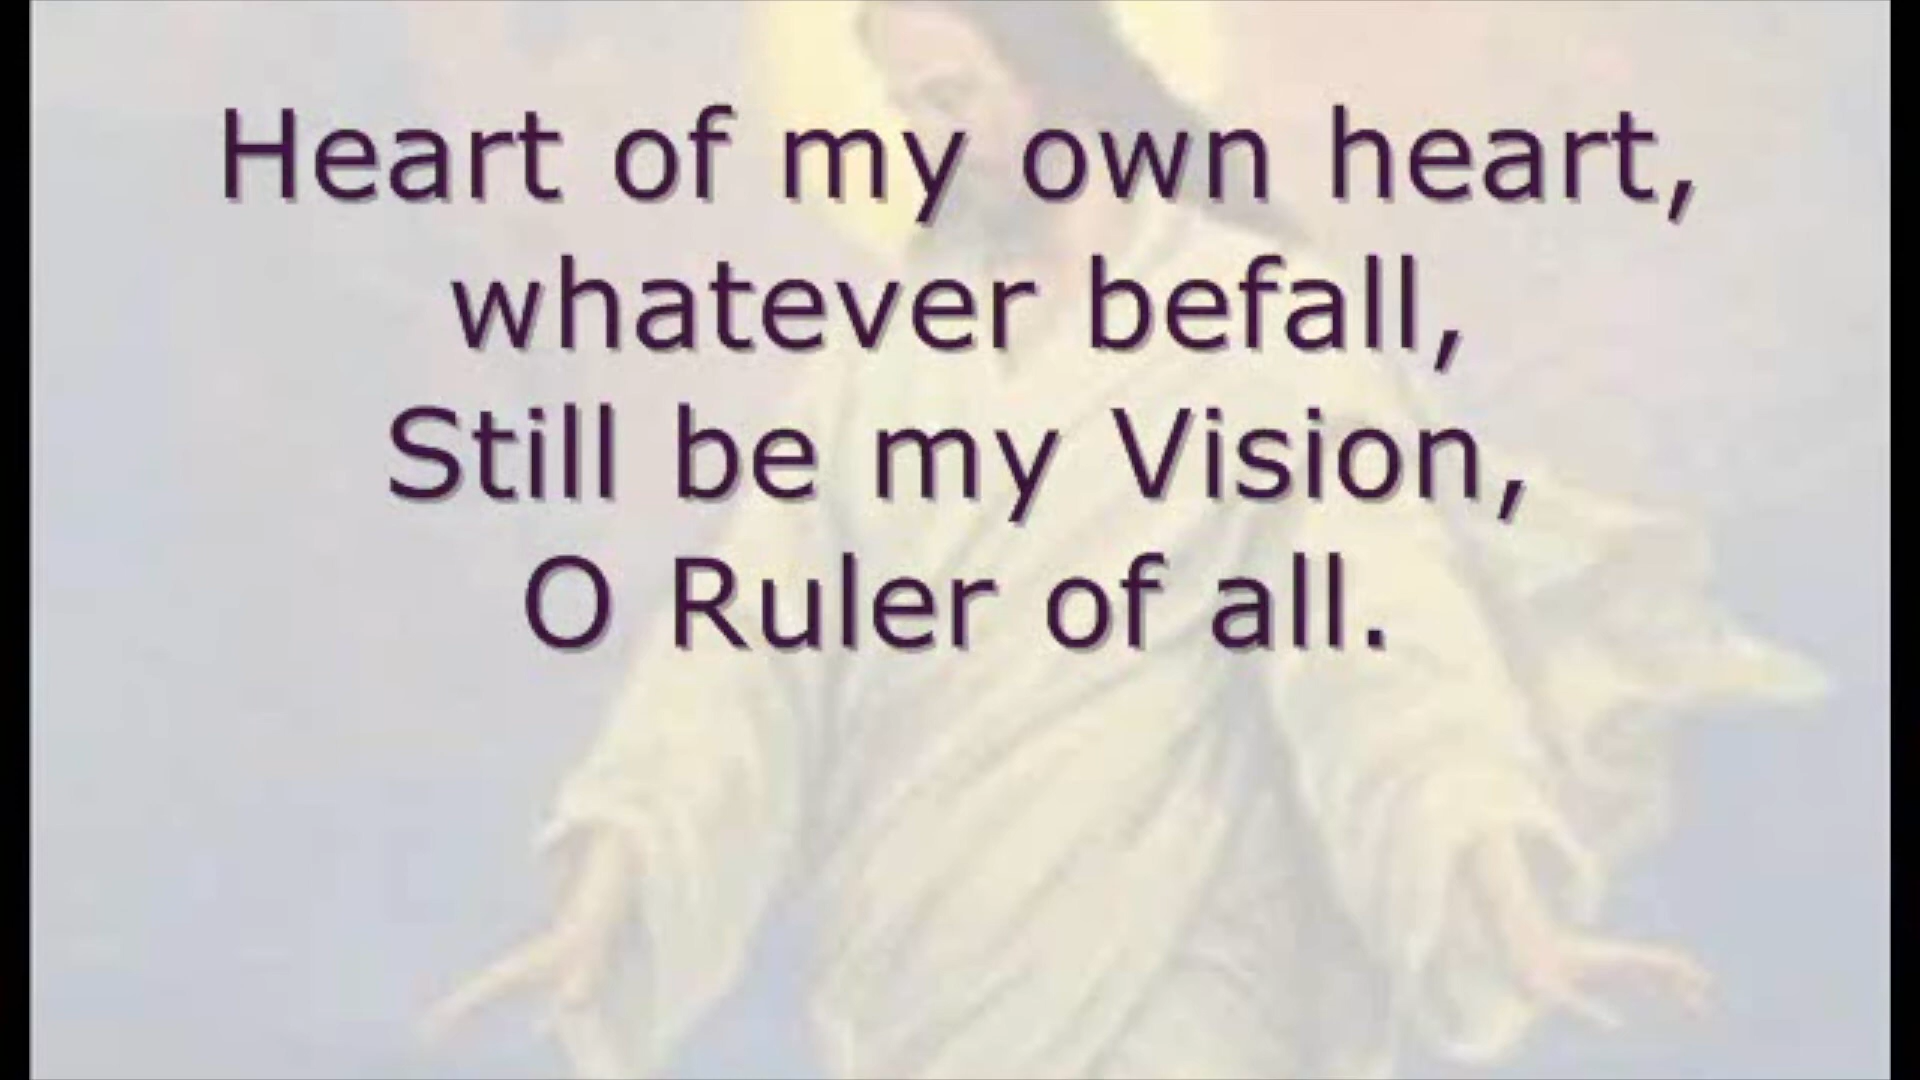 Heart of my own heart,
whatever befall,
Still be my Vision,
O Ruler of all.